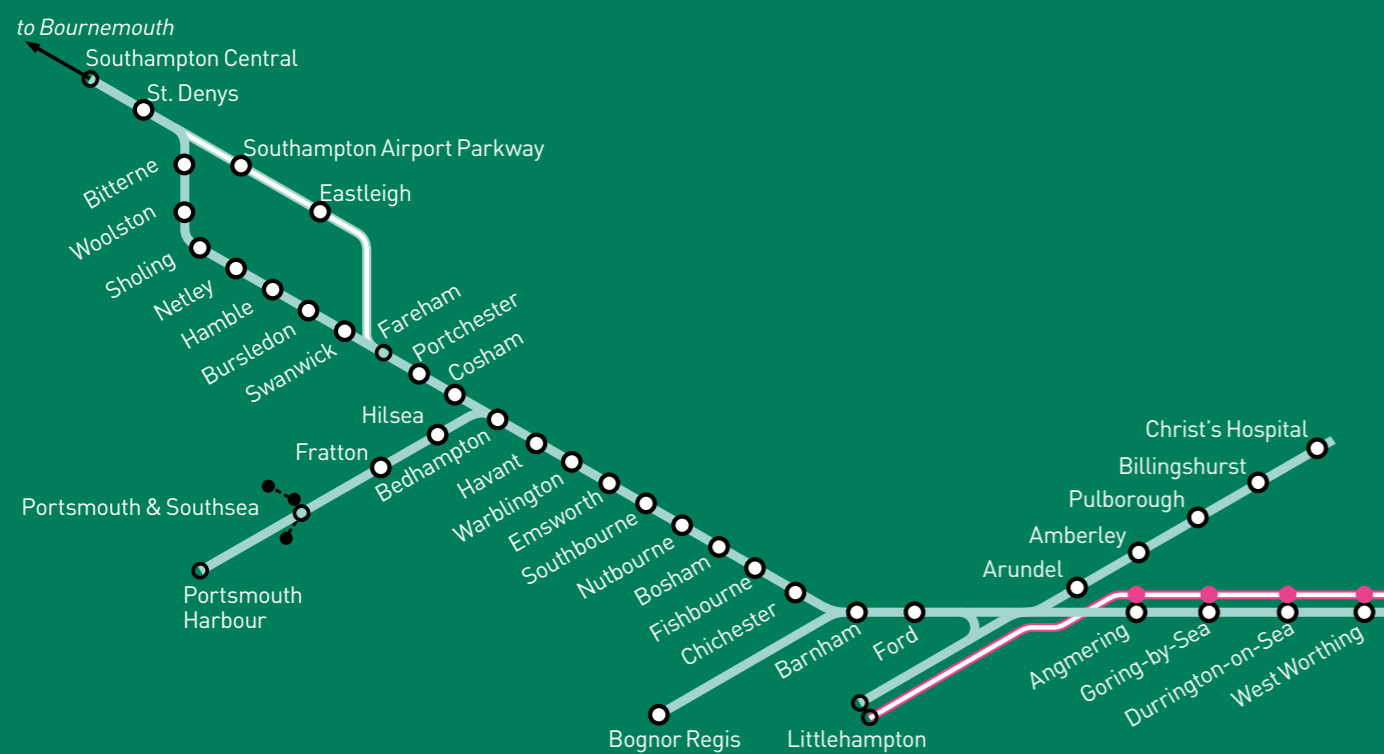 to Bournemouth
Southampton Central
St. Denys
Southampton Airport Parkway
Bitterne
Eastleigh
Woolston
Sholing
Netley
Hamble
Bursledon
Swanwick
Fareham
Portchester
Cosham
Hilsea
Fratton
Bedhampton
Portsmouth & Southsea
Portsmouth
Harbour
Havant
Warblington
Emsworth
Southbourne
Nutbourne
Bosham
Fishbourne
Chichester
Barnham
Ford
Bognor Regis
Littlehampton
Christ's Hospital
Billingshurst
Pulborough
Amberley
Arundel
Angmering
Goring-by-Sea
Durrington-on-Sea
West Worthing